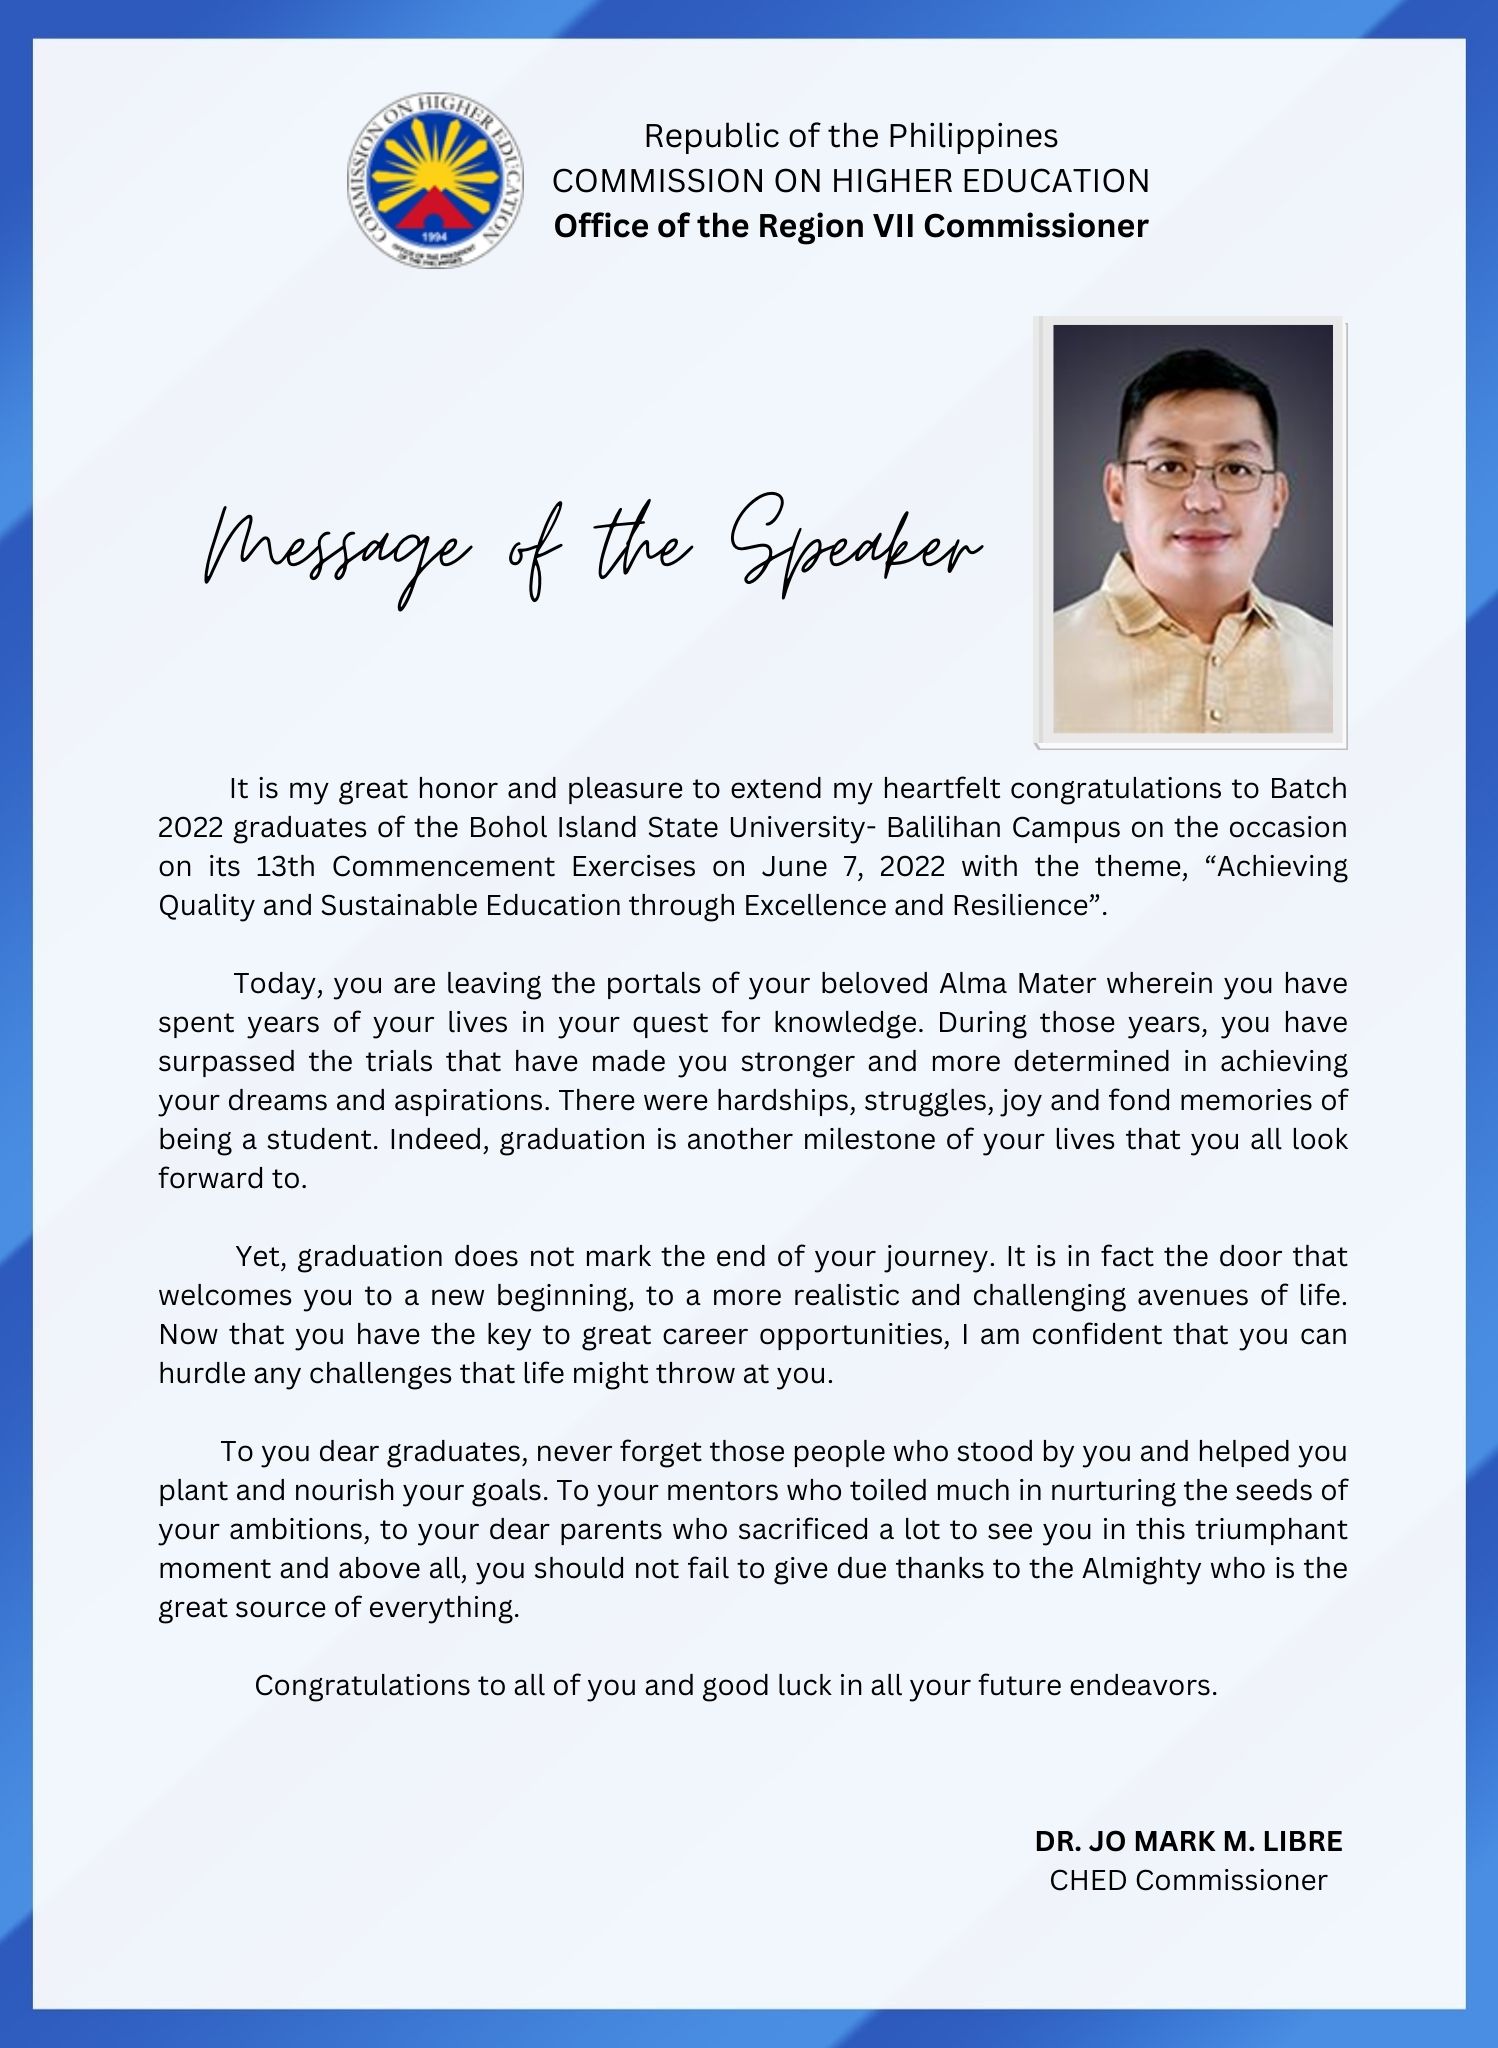 COMMISSION ON HIGHER EDUCATION
1994
OFFICE OF THE PRESIDENT
OF THE PHILIPPINES
Republic of the Philippines
COMMISSION ON HIGHER EDUCATION
Office of the Region VII Commissioner
Message of the Speaker
It is my great honor and pleasure to extend my heartfelt congratulations to Batch
2022 graduates of the Bohol Island State University- Balilihan Campus on the occasion
on its 13th Commencement Exercises on June 7, 2022 with the theme, “Achieving
Quality and Sustainable Education through Excellence and Resilience”.
Today, you are leaving the portals of your beloved Alma Mater wherein you have
spent years of your lives in your quest for knowledge. During those years, you have
surpassed the trials that have made you stronger and more determined in achieving
your dreams and aspirations. There were hardships, struggles, joy and fond memories of
being a student. Indeed, graduation is another milestone of your lives that you all look
forward to.
Yet, graduation does not mark the end of your journey. It is in fact the door that
welcomes you to a new beginning, to a more realistic and challenging avenues of life.
Now that you have the key to great career opportunities, I am confident that you can
hurdle any challenges that life might throw at you.
To you dear graduates, never forget those people who stood by you and helped you
plant and nourish your goals. To your mentors who toiled much in nurturing the seeds of
your ambitions, to your dear parents who sacrificed a lot to see you in this triumphant
moment and above all, you should not fail to give due thanks to the Almighty who is the
great source of everything.
Congratulations to all of you and good luck in all your future endeavors.
DR. JO MARK M. LIBRE
CHED Commissioner